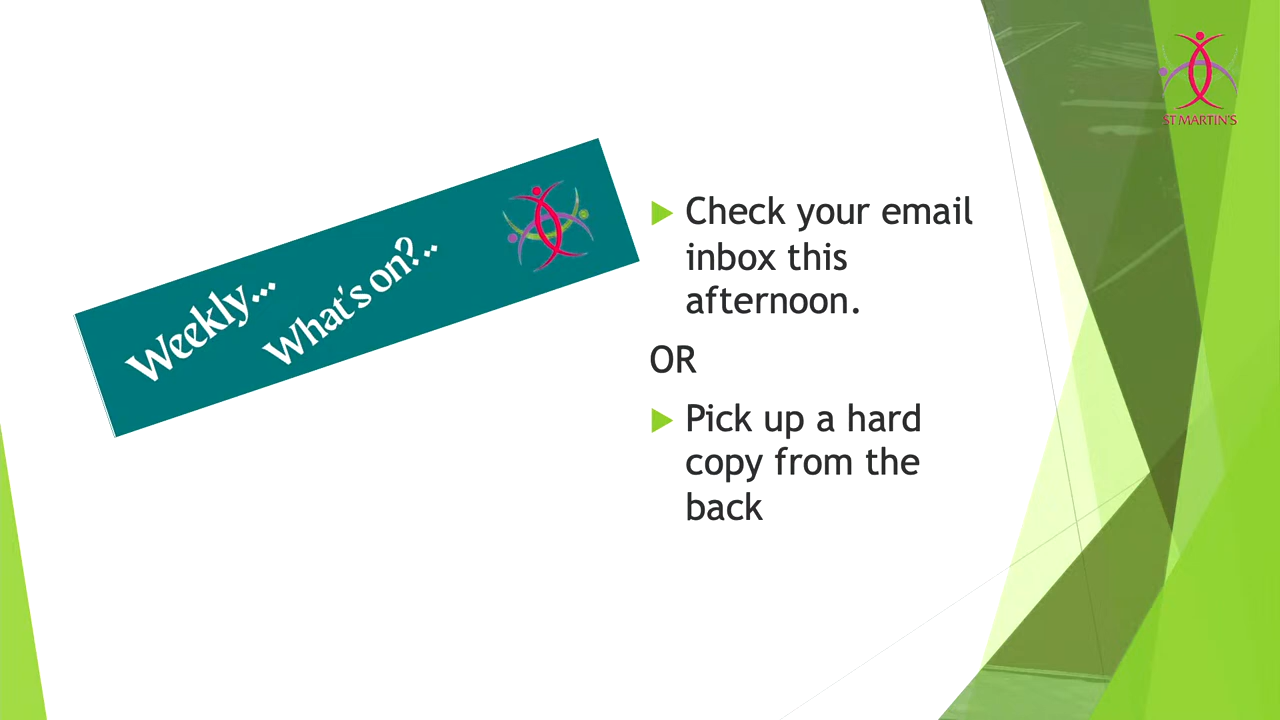 ST MARTIN'S
Weekly...
What's on?..
Check your email
inbox this
afternoon.
OR
Pick up a hard
copy from the
back